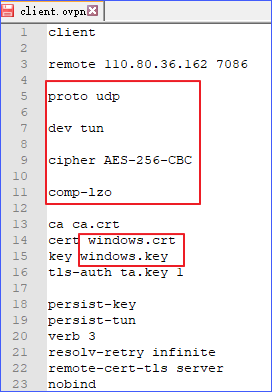 client.ovpn
1 client
2
3 remote 110.80.36.162 7086
4
5 proto udp
6
7 dev tun
8
9 cipher AES-256-CBC
10
11 comp-lzo
12
13 ca ca.crt
14 cert windows.crt
15 key windows.key
16 tls-auth ta.key 1
17
18 persist-key
19 persist-tun
20 verb 3
21 resolv-retry infinite
22 remote-cert-tls server
23 nobind